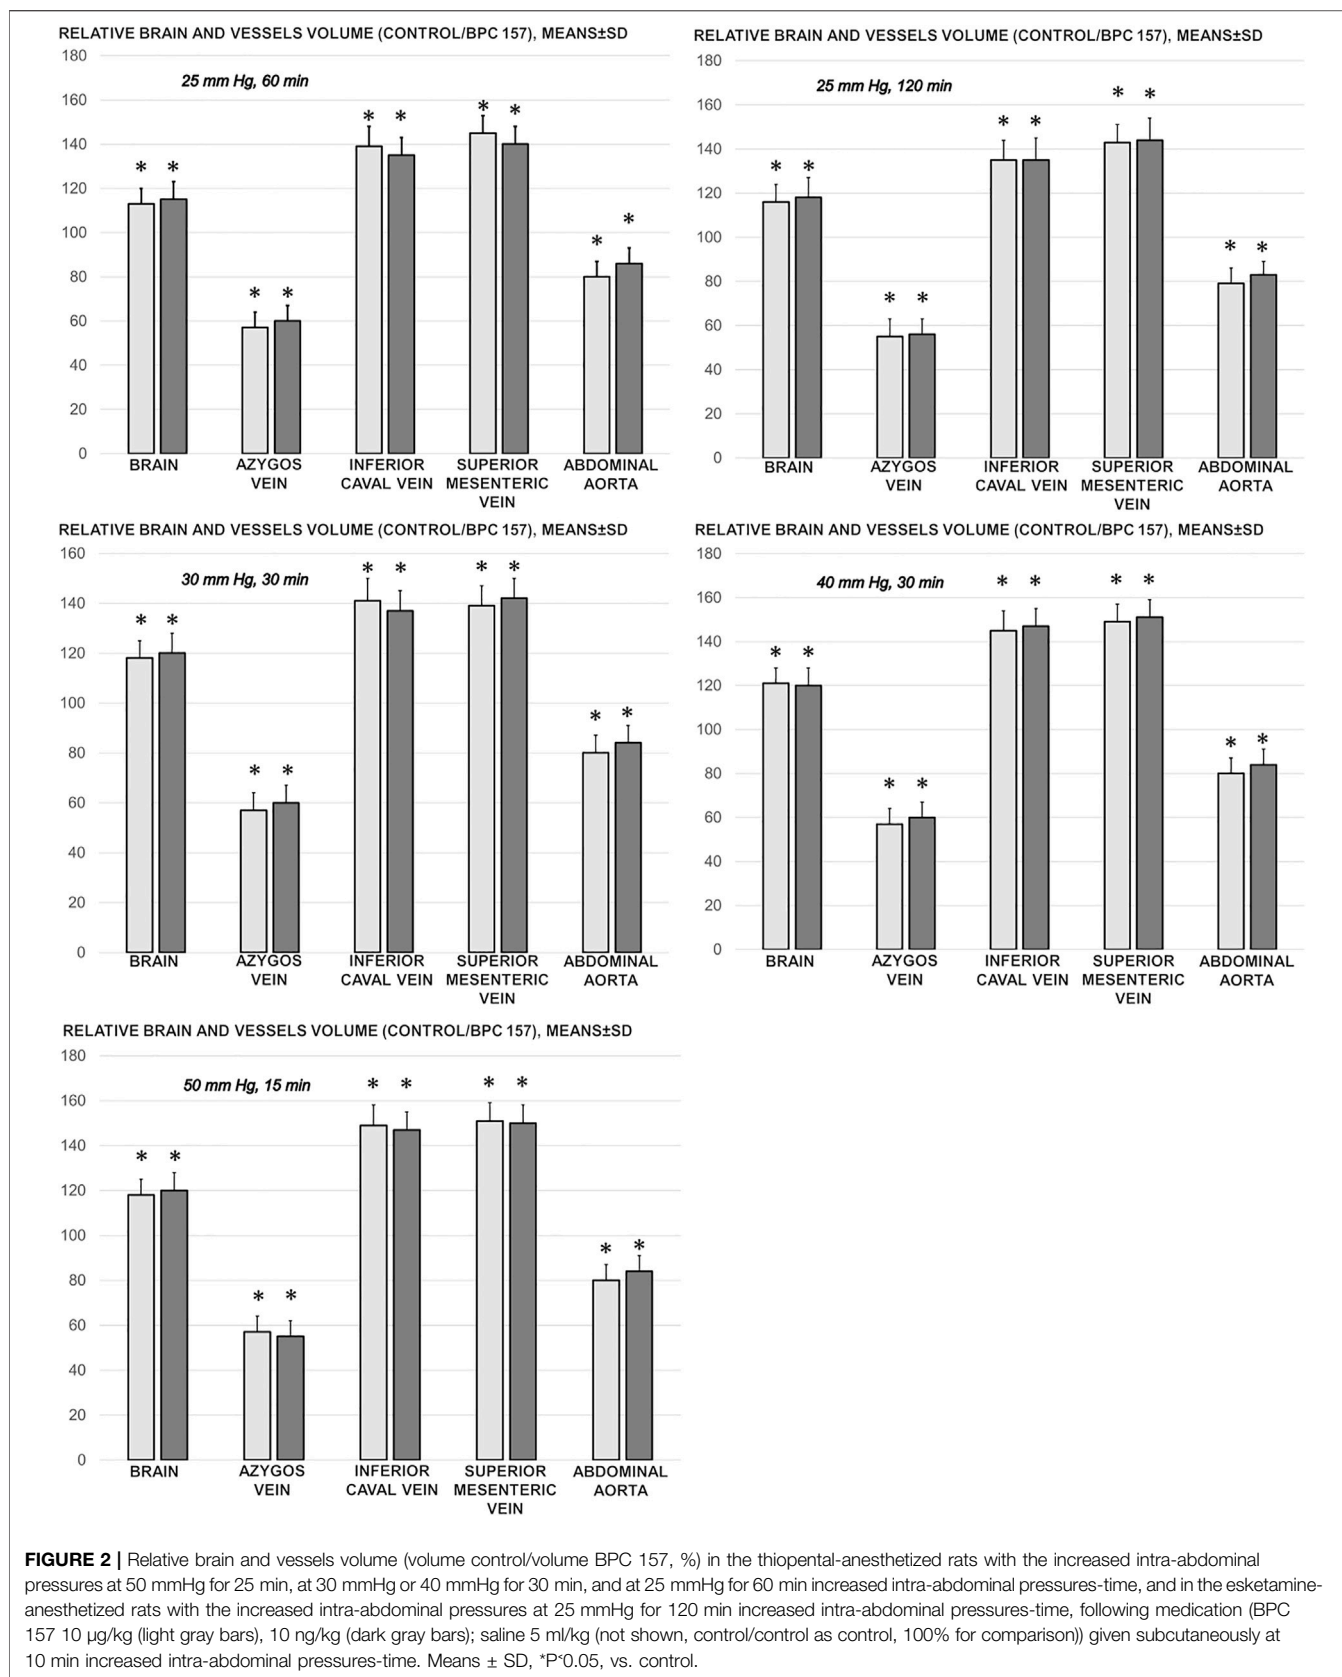 RELATIVE BRAIN AND VESSELS VOLUME (CONTROL/BPC 157), MEANS±SD
180
25 mm Hg, 60 min
160
140
120
100
80
60
40
20
0
* * * * * * * * * *
BRAIN AZYGOS INFERIOR SUPERIOR ABDOMINAL
VEIN CAVAL VEIN MESENTERIC AORTA
VEIN
RELATIVE BRAIN AND VESSELS VOLUME (CONTROL/BPC 157), MEANS±SD
180
25 mm Hg, 120 min
160
140
120
100
80
60
40
20
0
* * * * * * * * * *
BRAIN AZYGOS INFERIOR SUPERIOR ABDOMINAL
VEIN CAVAL VEIN MESENTERIC AORTA
VEIN
RELATIVE BRAIN AND VESSELS VOLUME (CONTROL/BPC 157), MEANS±SD
160
30 mm Hg, 30 min
140
120
100
80
60
40
20
0
* * * * * * * * * *
BRAIN AZYGOS INFERIOR SUPERIOR ABDOMINAL
VEIN CAVAL VEIN MESENTERIC AORTA
VEIN
RELATIVE BRAIN AND VESSELS VOLUME (CONTROL/BPC 157), MEANS±SD
180
40 mm Hg, 30 min
160
140
120
100
80
60
40
20
0
* * * * * * * * * *
BRAIN AZYGOS INFERIOR SUPERIOR ABDOMINAL
VEIN CAVAL VEIN MESENTERIC AORTA
VEIN
RELATIVE BRAIN AND VESSELS VOLUME (CONTROL/BPC 157), MEANS±SD
180
50 mm Hg, 15 min
160
140
120
100
80
60
40
20
0
* * * * * * * * * *
BRAIN AZYGOS INFERIOR SUPERIOR ABDOMINAL
VEIN CAVAL VEIN MESENTERIC AORTA
VEIN
FIGURE 2 | Relative brain and vessels volume (volume control/volume BPC 157, %) in the thiopental-anesthetized rats with the increased intra-abdominal
pressures at 50 mmHg for 25 min, at 30 mmHg or 40 mmHg for 30 min, and at 25 mmHg for 60 min increased intra-abdominal pressures-time, and in the esketamine-
anesthetized rats with the increased intra-abdominal pressures at 25 mmHg for 120 min increased intra-abdominal pressures-time, following medication (BPC
157 10 µg/kg (light gray bars), 10 ng/kg (dark gray bars); saline 5 ml/kg (not shown, control/control as control, 100% for comparison)) given subcutaneously at
10 min increased intra-abdominal pressures-time. Means ± SD, *P˂0.05, vs. control.